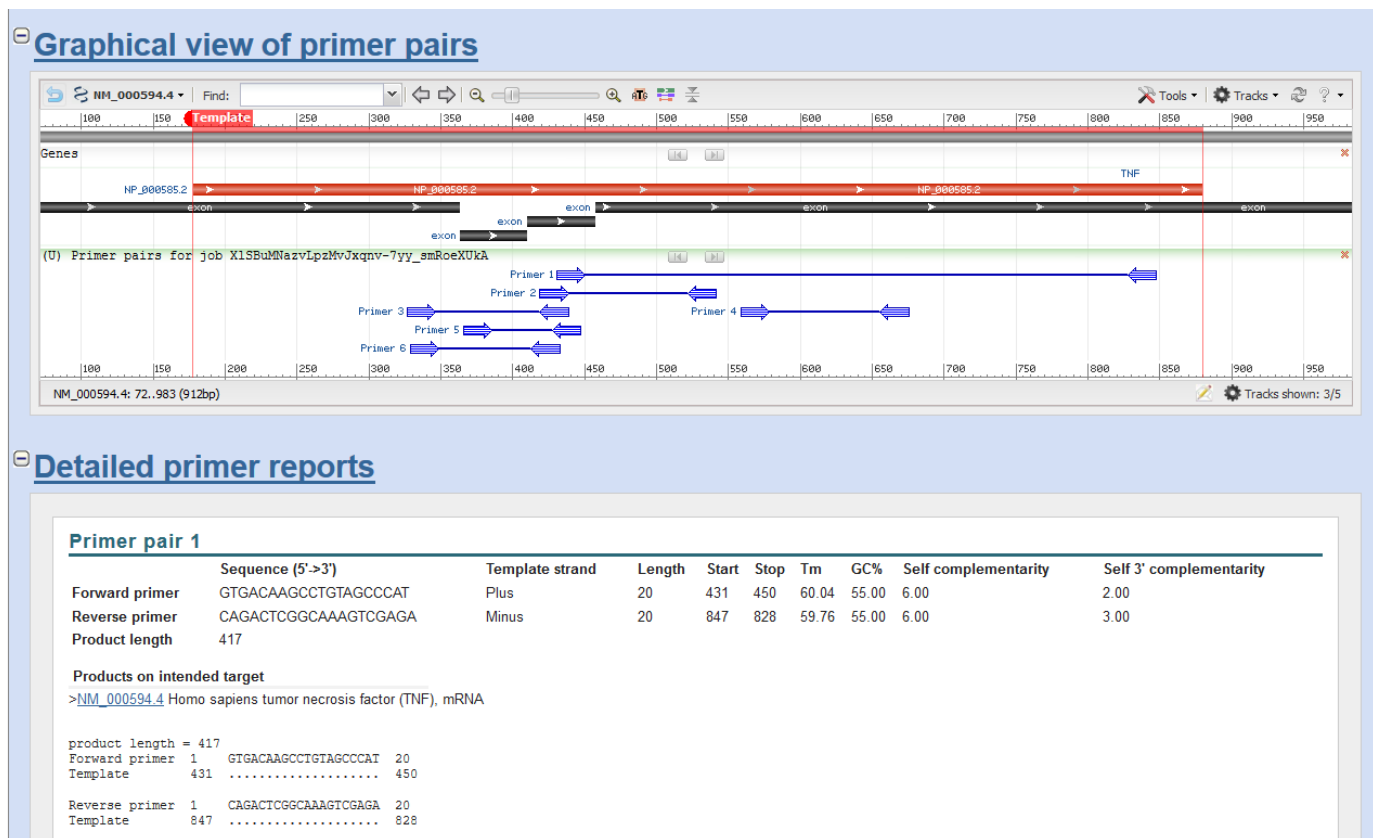 Graphical view of primer pairs
NM_000594.4 Find: Tools Tracks ?
100 150 Template 250 300 350 400 450 500 550 600 650 700 750 800 850 900 950
Genes
TNF
NP_000585.2 NP_000585.2 NP_000585.2
exon exon exon exon
exon
exon
(U) Primer pairs for job XlSBuMNazvLpzMvJxqnv-7yy_smRoeXUkA
Primer 1
Primer 2
Primer 3 Primer 4
Primer 5
Primer 6
100 150 200 250 300 350 400 450 500 550 600 650 700 750 800 850 900 950
NM_000594.4: 72..983 (912bp) Tracks shown: 3/5
Detailed primer reports
Primer pair 1
Sequence (5'->3') Template strand Length Start Stop Tm GC% Self complementarity Self 3' complementarity
Forward primer GTGACAAGCCTGTAGCCCAT Plus 20 431 450 60.04 55.00 6.00 2.00
Reverse primer CAGACTCGGCAAAGTCGAGA Minus 20 847 828 59.76 55.00 6.00 3.00
Product length 417
Products on intended target
>NM_000594.4 Homo sapiens tumor necrosis factor (TNF), mRNA
product length = 417
Forward primer 1 GTGACAAGCCTGTAGCCCAT 20
Template 431 .................... 450
Reverse primer 1 CAGACTCGGCAAAGTCGAGA 20
Template 847 .................... 828